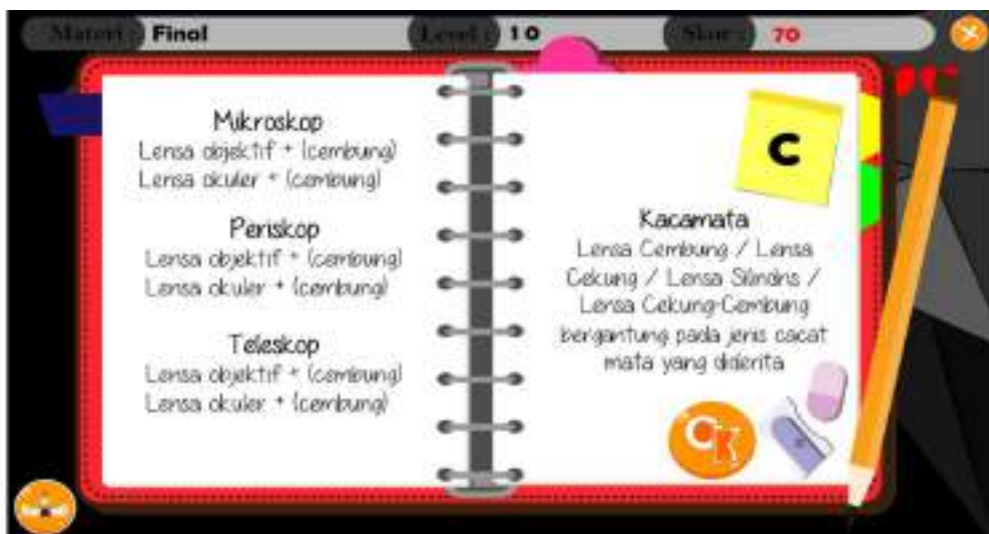 Materi : Final
Level : 10
Skor : 70
Mikroskop
Lensa objektif + (cembung)
Lensa okuler + (cembung)
Periskop
Lensa objektif + (cembung)
Lensa okuler + (cembung)
Teleskop
Lensa objektif + (cembung)
Lensa okuler + (cembung)
C
Kacamata
Lensa Cembung / Lensa
Cekung / Lensa Silindris /
Lensa Cekung-Cembung
bergantung pada jenis cacat
mata yang diderita
OK